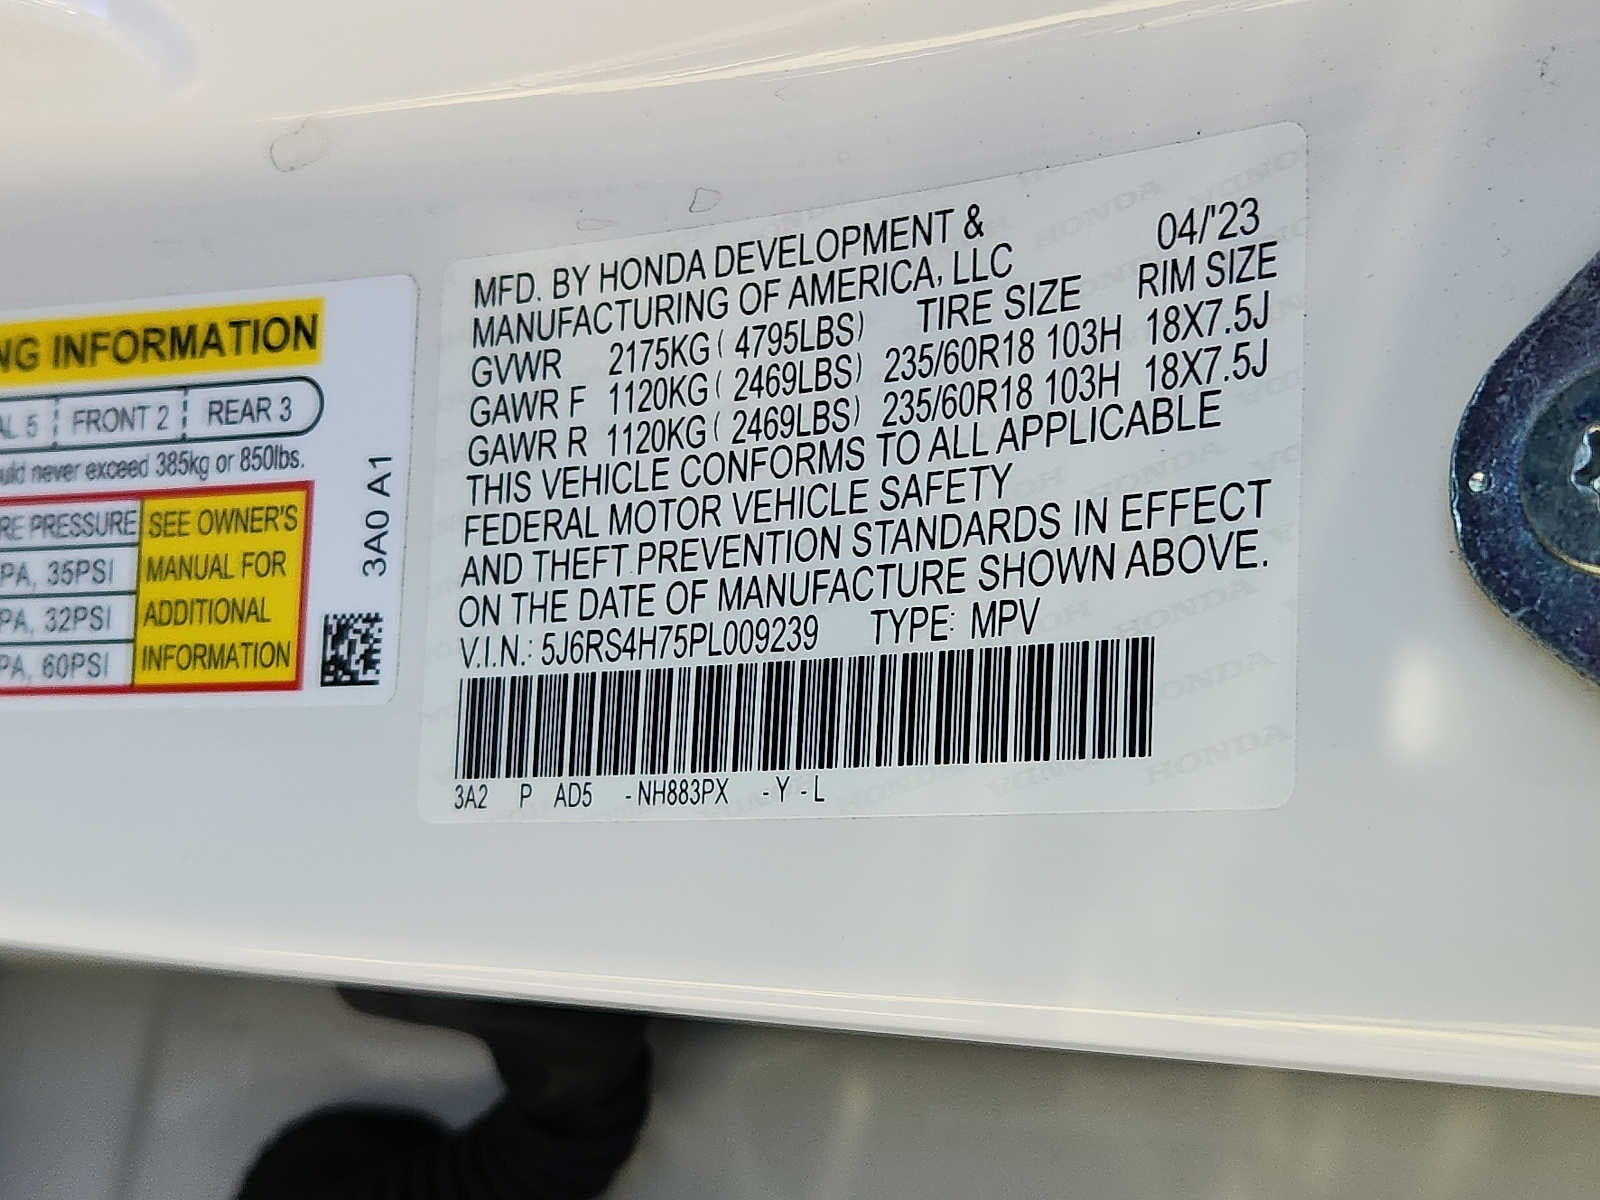 NG INFORMATION
AL 5 FRONT 2 REAR 3
uld never exceed 385kg or 850lbs.
RE PRESSURE SEE OWNER'S
PA, 35PSI MANUAL FOR
PA, 32PSI ADDITIONAL
PA, 60PSI INFORMATION
3A0 A1
MFD. BY HONDA DEVELOPMENT & 04/'23
MANUFACTURING OF AMERICA, LLC RIM SIZE
GVWR 2175KG ( 4795LBS) TIRE SIZE
GAWR F 1120KG ( 2469LBS) 235/60R18 103H 18X7.5J
GAWR R 1120KG ( 2469LBS) 235/60R18 103H 18X7.5J
THIS VEHICLE CONFORMS TO ALL APPLICABLE
FEDERAL MOTOR VEHICLE SAFETY
AND THEFT PREVENTION STANDARDS IN EFFECT
ON THE DATE OF MANUFACTURE SHOWN ABOVE.
V.I.N.: 5J6RS4H75PL009239 TYPE: MPV
3A2 P AD5 -NH883PX -Y-L